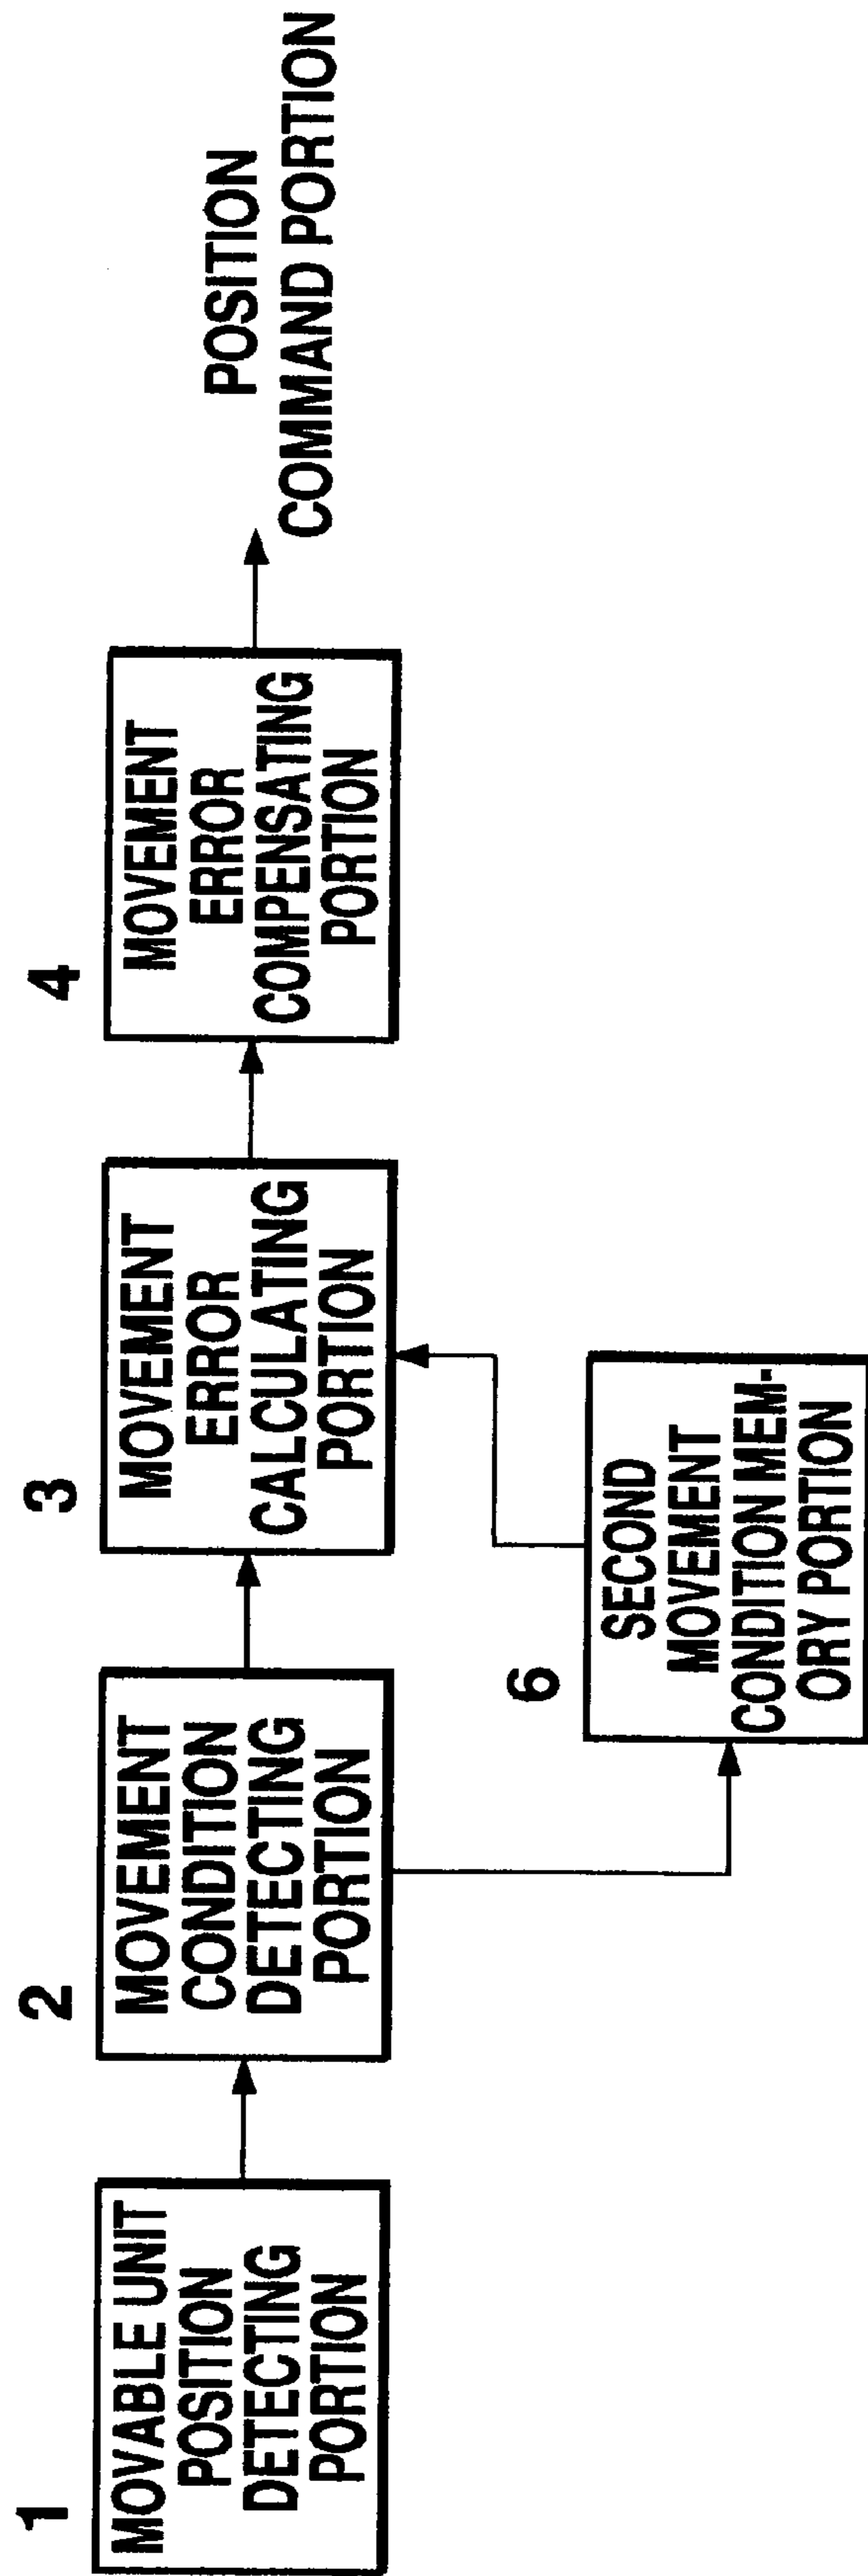 1
MOVABLE UNIT
POSITION
DETECTING
PORTION
2
MOVEMENT
CONDITION
DETECTING
PORTION
3
MOVEMENT
ERROR
CALCULATING
PORTION
4
MOVEMENT
ERROR
COMPENSATING
PORTION
POSITION
COMMAND PORTION
6
SECOND
MOVEMENT
CONDITION MEM-
ORY PORTION